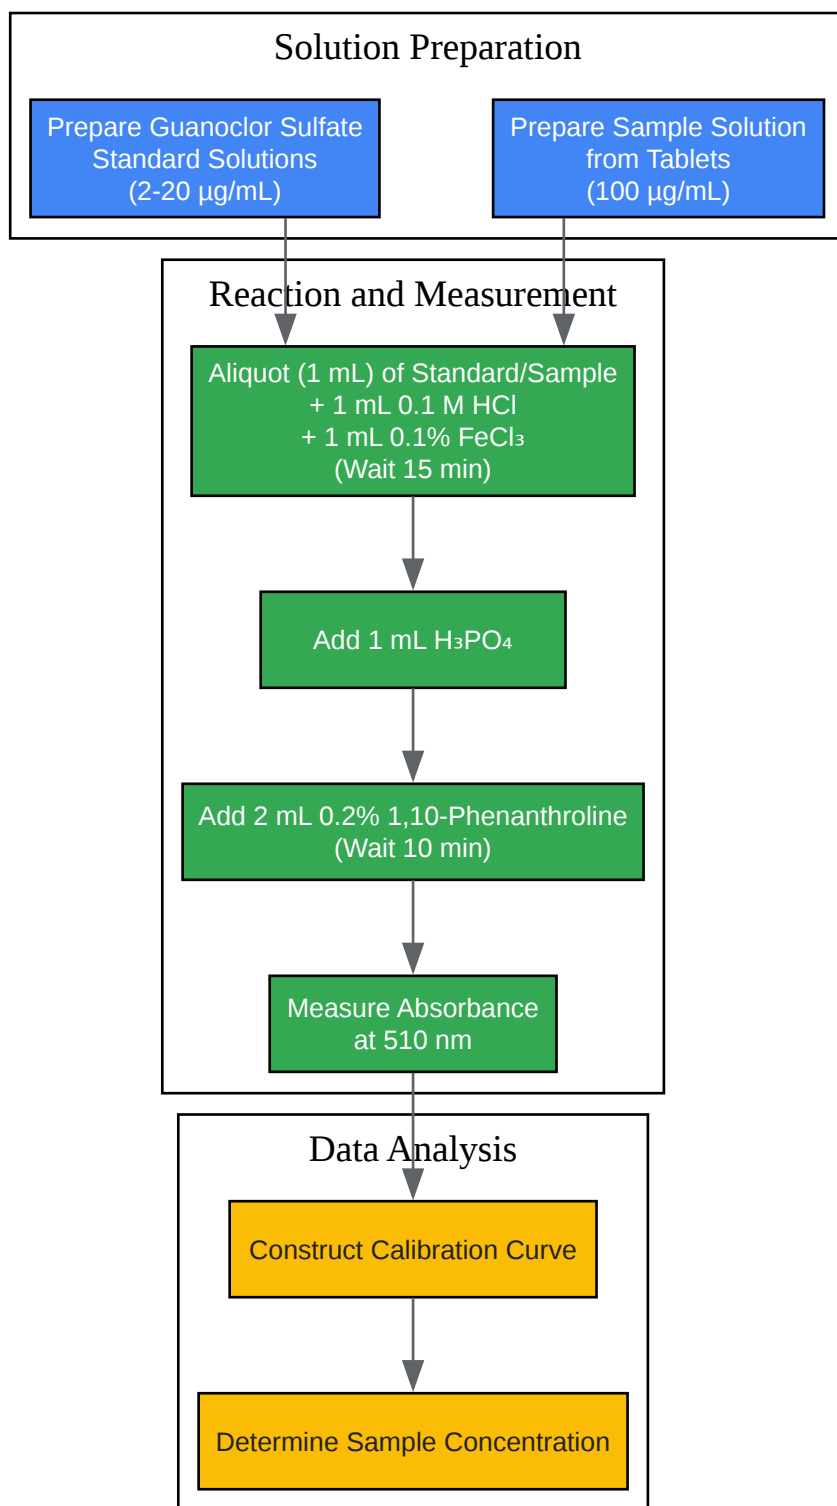 Solution Preparation
Prepare Guanoclor Sulfate
Standard Solutions
(2-20 µg/mL)
Prepare Sample Solution
from Tablets
(100 µg/mL)
Reaction and Measurement
Aliquot (1 mL) of Standard/Sample
+ 1 mL 0.1 M HCl
+ 1 mL 0.1% FeCl₃
(Wait 15 min)
Add 1 mL H₃PO₄
Add 2 mL 0.2% 1,10-Phenanthroline
(Wait 10 min)
Measure Absorbance
at 510 nm
Data Analysis
Construct Calibration Curve
Determine Sample Concentration